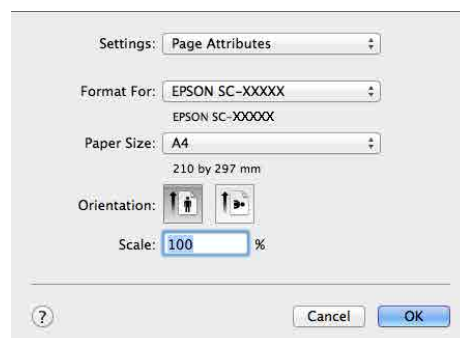 Settings: Page Attributes
Format For: EPSON SC-XXXXX
EPSON SC-XXXXX
Paper Size: A4
210 by 297 mm
Orientation:
Scale: 100 %
? Cancel OK